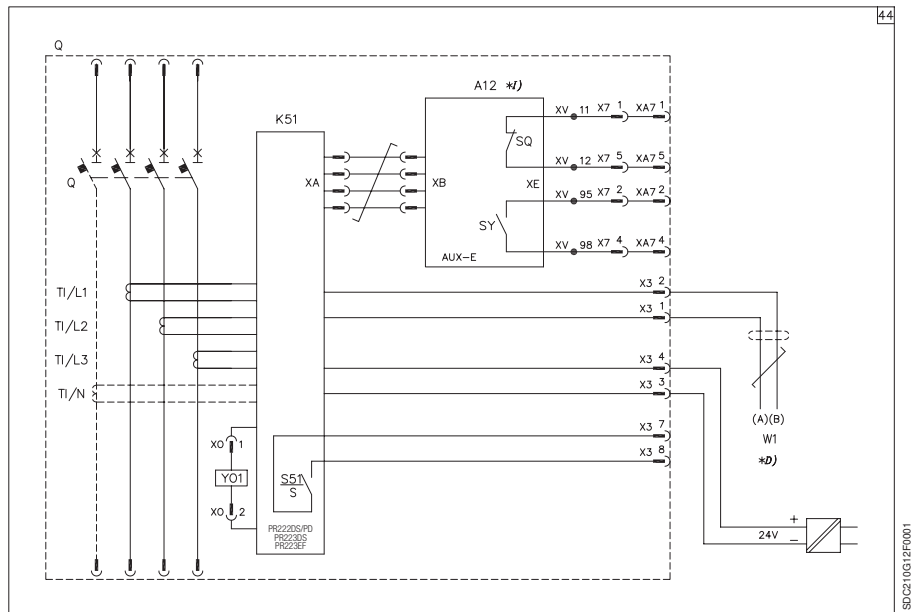 44
Q
A12 *I)
K51
XV 11 X7 1 XA7 1
SQ
XA
XB
XE
XV 12 X7 5 XA7 5
Q
XV 95 X7 2 XA7 2
SY
XV 98 X7 4 XA7 4
AUX-E
TI/L1
X3 2
TI/L2
X3 1
TI/L3
X3 4
TI/N
X3 3
(A)(B)
W1
*D)
X3 7
X0 1
X3 8
Y01
S51
S
X0 2
PR222DS/PD
PR223DS
PR223EF
+
24V
–
SDC210G12F0001